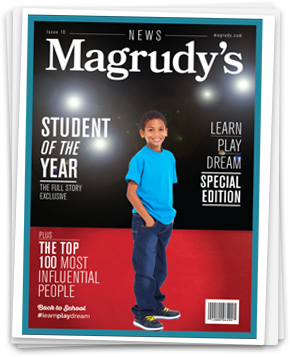 NEWS
Issue 10
magrudy.com
Magrudy's
STUDENT
OF THE
YEAR
THE FULL STORY
EXCLUSIVE
LEARN
PLAY
DREAM
SPECIAL
EDITION
PLUS
THE TOP
100 MOST
INFLUENTIAL
PEOPLE
Back to School
#learnplaydream